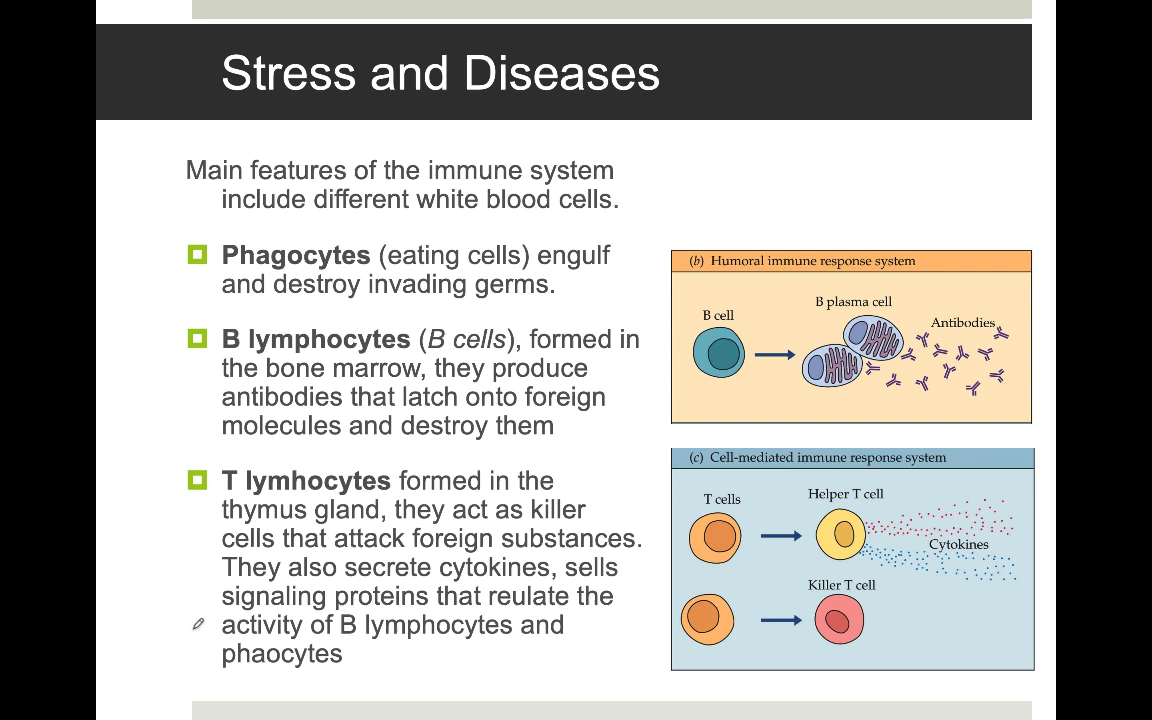 Stress and Diseases
Main features of the immune system
include different white blood cells.
Phagocytes (eating cells) engulf
and destroy invading germs.
B lymphocytes (B cells), formed in
the bone marrow, they produce
antibodies that latch onto foreign
molecules and destroy them
T lymhocytes formed in the
thymus gland, they act as killer
cells that attack foreign substances.
They also secrete cytokines, sells
signaling proteins that reulate the
activity of B lymphocytes and
phaocytes
(b) Humoral immune response system
B cell
B plasma cell
Antibodies
(c) Cell-mediated immune response system
T cells
Helper T cell
Cytokines
Killer T cell